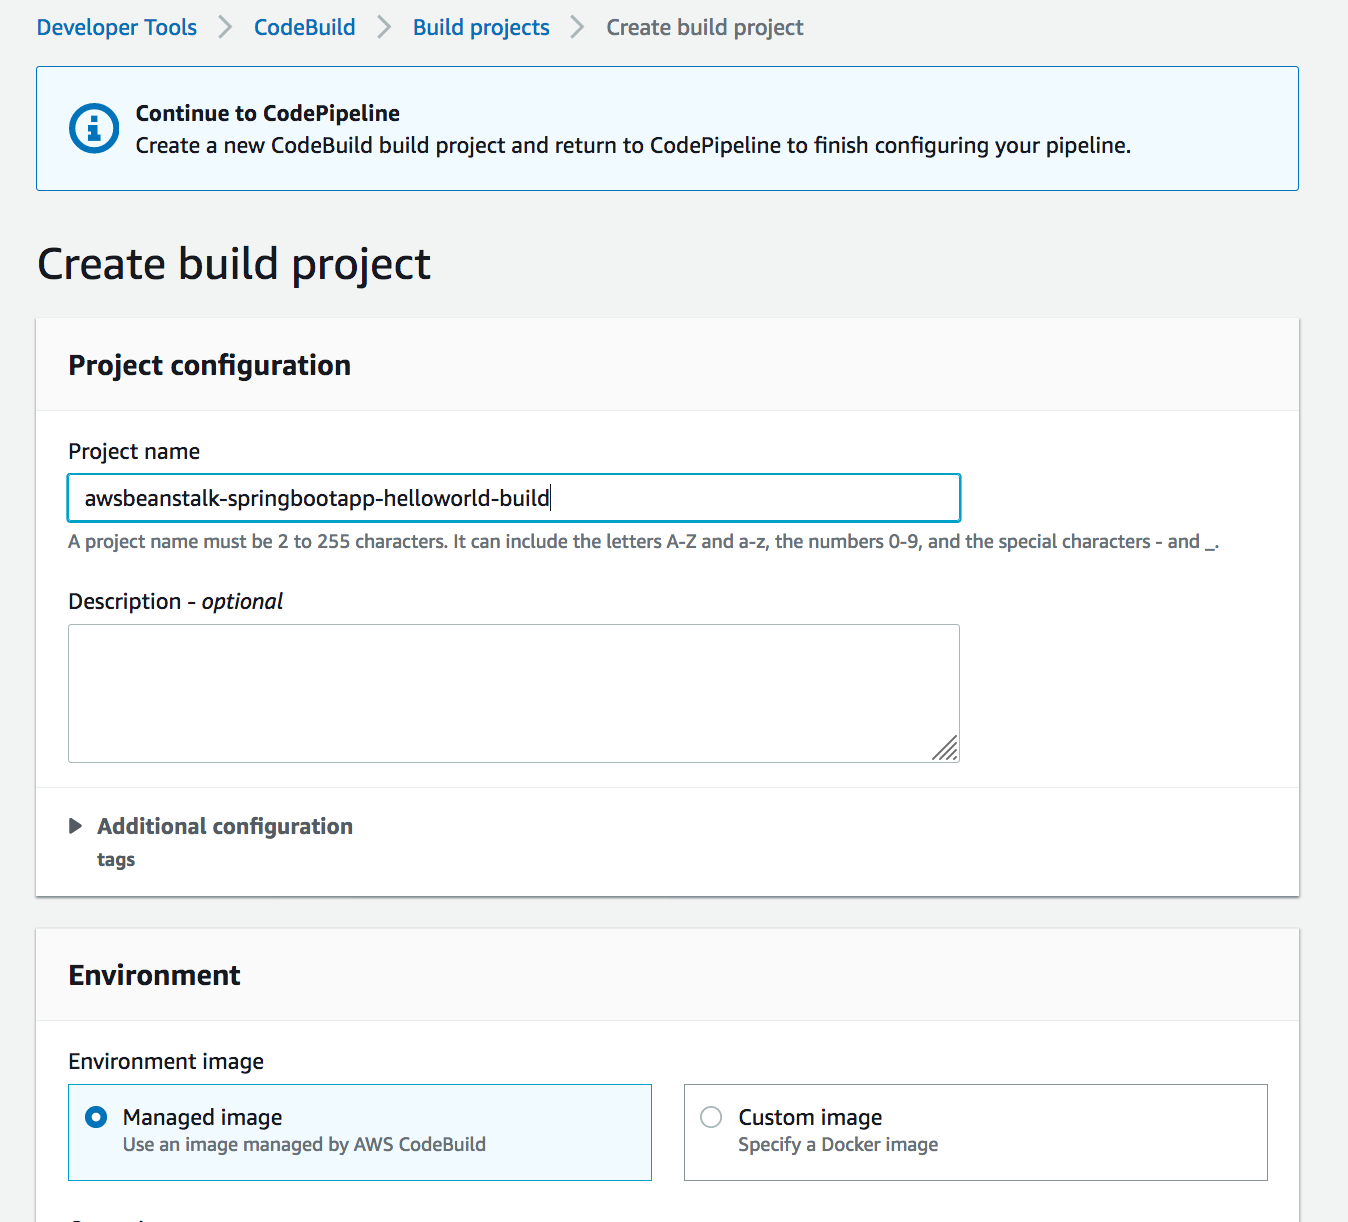 Developer Tools > CodeBuild > Build projects > Create build project
Continue to CodePipeline
Create a new CodeBuild build project and return to CodePipeline to finish configuring your pipeline.
Create build project
Project configuration
Project name
awsbeanstalk-springbootapp-helloworld-build
A project name must be 2 to 255 characters. It can include the letters A-Z and a-z, the numbers 0-9, and the special characters - and _.
Description - optional
Additional configuration
tags
Environment
Environment image
Managed image
Use an image managed by AWS CodeBuild
Custom image
Specify a Docker image